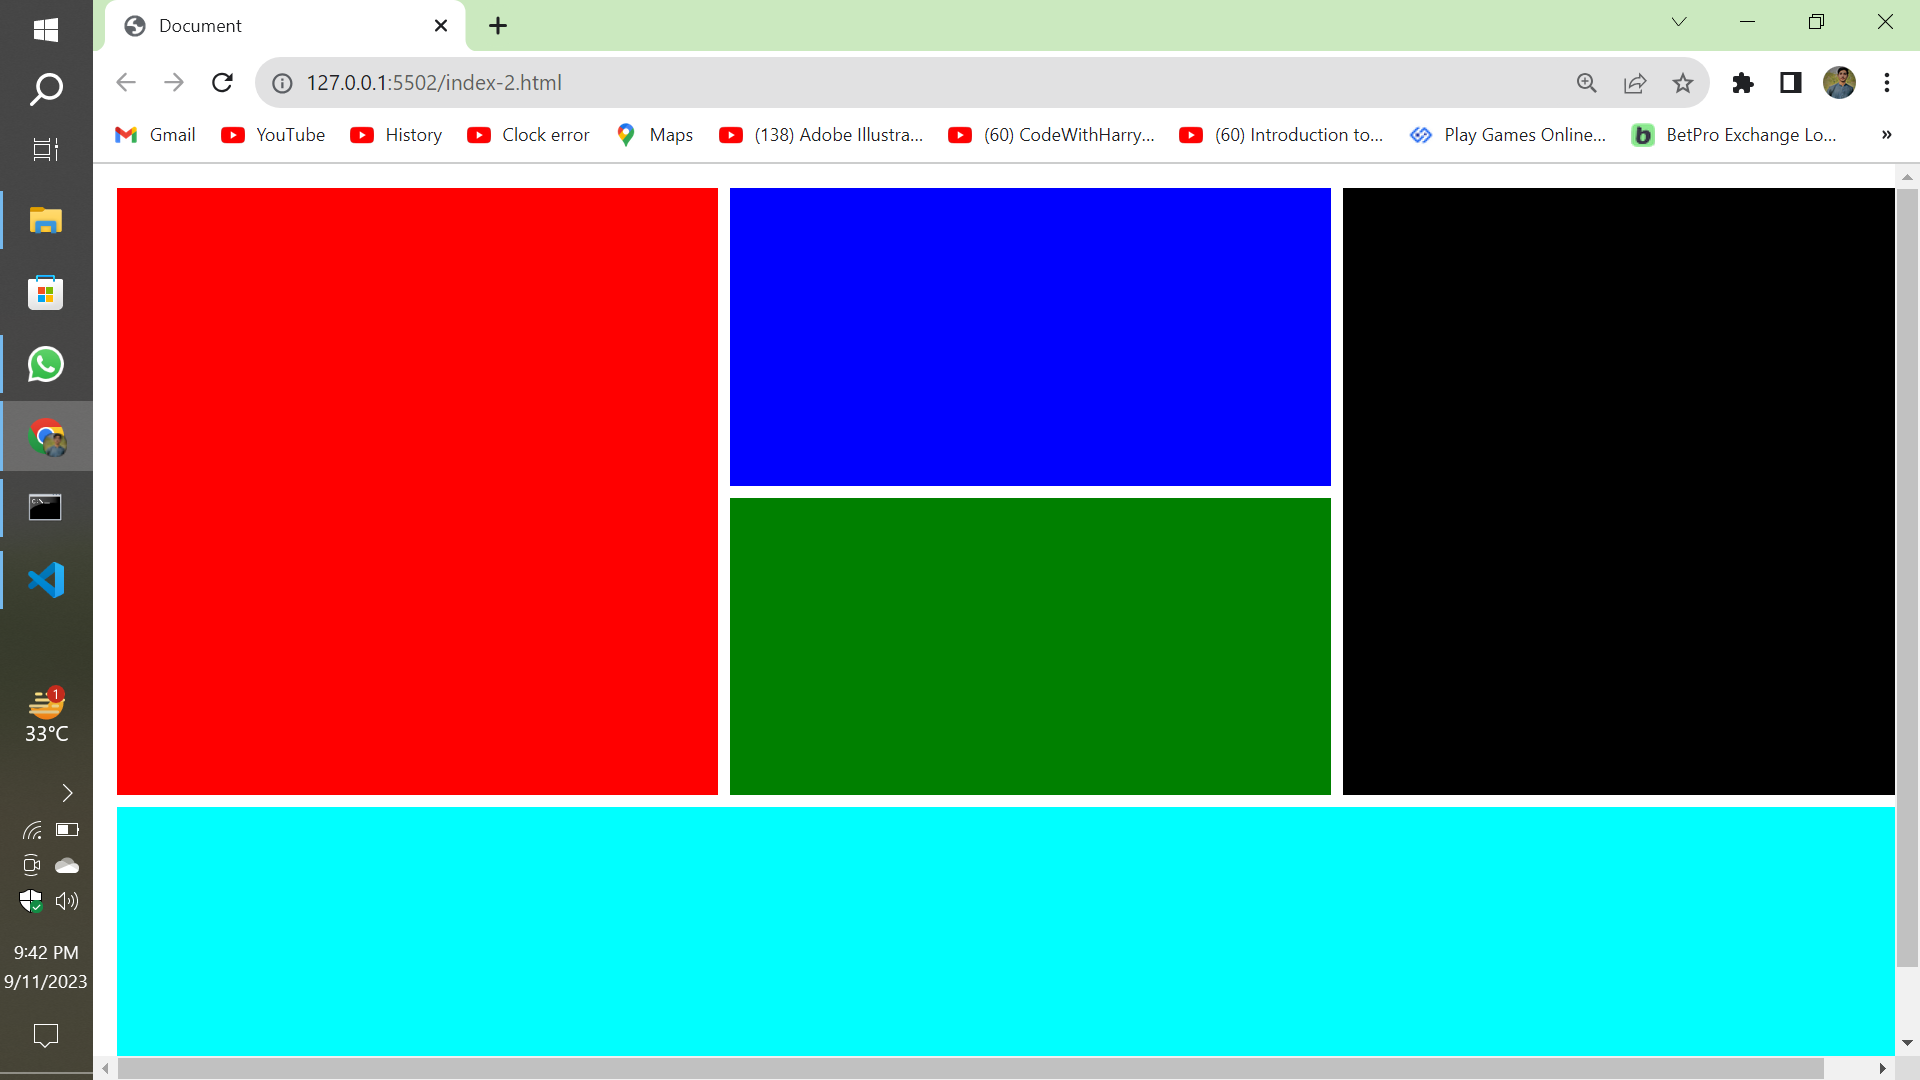 Document
127.0.0.1:5502/index-2.html
Gmail
YouTube
History
Clock error
Maps
(138) Adobe Illustra...
(60) CodeWithHarry...
(60) Introduction to...
Play Games Online...
BetPro Exchange Lo...
»
1
33°C
9:42 PM
9/11/2023